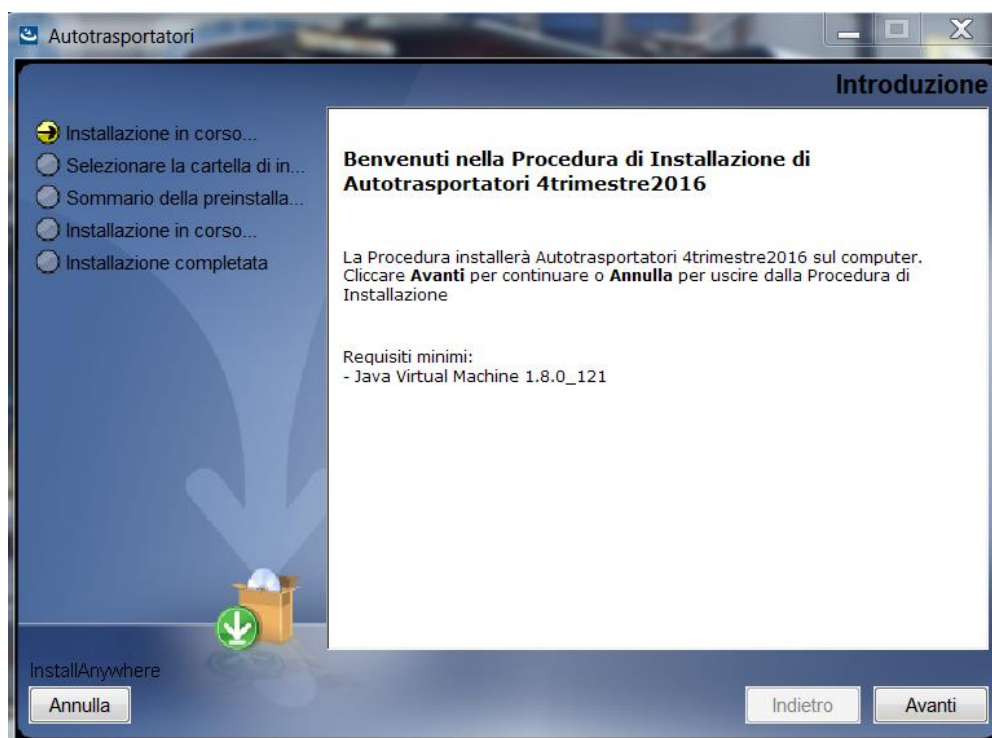 Autotrasportatori
Introduzione
Installazione in corso...
Selezionare la cartella di in...
Sommario della preinstalla...
Installazione in corso...
Installazione completata
Benvenuti nella Procedura di Installazione di
Autotrasportatori 4trimestre2016
La Procedura installerà Autotrasportatori 4trimestre2016 sul computer.
Cliccare Avanti per continuare o Annulla per uscire dalla Procedura di
Installazione
Requisiti minimi:
- Java Virtual Machine 1.8.0_121
InstallAnywhere
Annulla
Indietro
Avanti